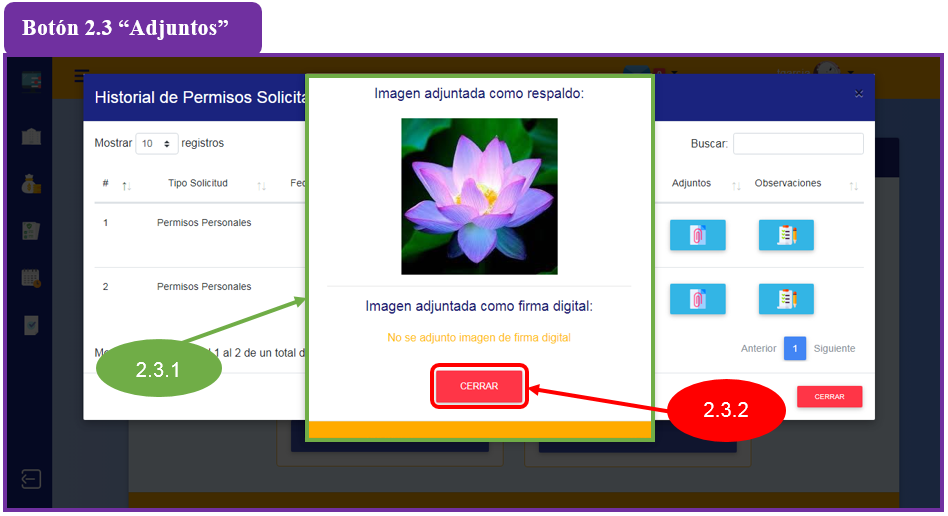 Botón 2.3 “Adjuntos”
Historial de Permisos Solicita
Imagen adjuntada como respaldo:
Mostrar 10 registros
Buscar:
# Tipo Solicitud Fec Adjuntos Observaciones
1 Permisos Personales
2 Permisos Personales
Imagen adjuntada como firma digital:
No se adjunto imagen de firma digital
1 al 2 de un total d
Anterior 1 Siguiente
2.3.1
CERRAR
CERRAR
2.3.2